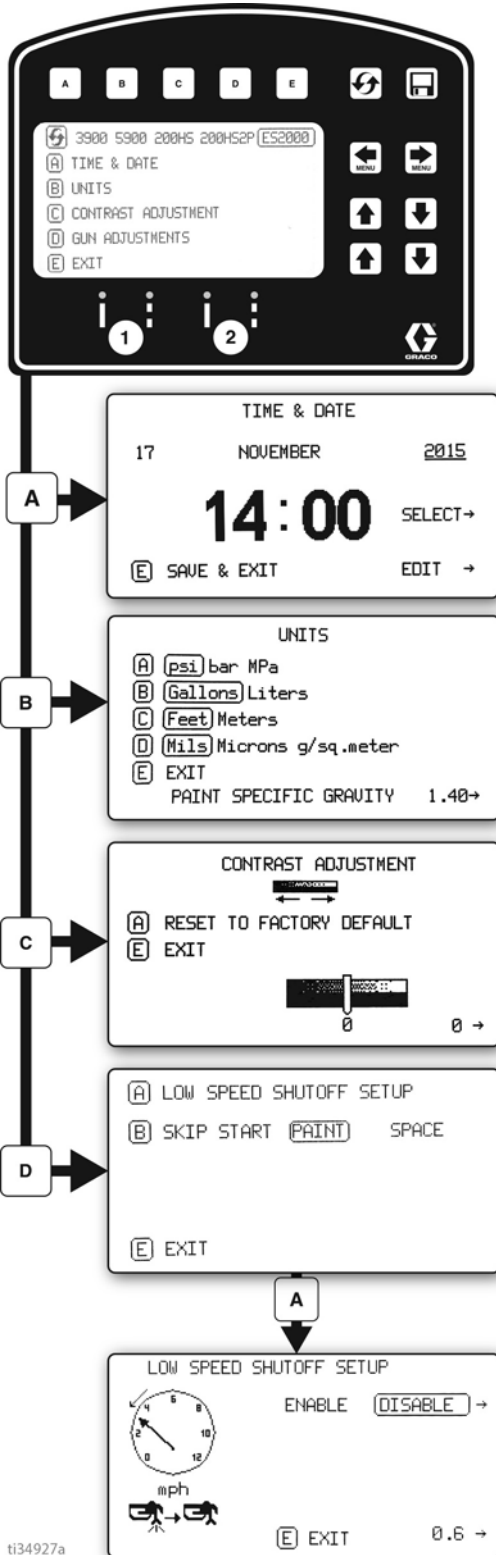 A B C D E
3900 5900 200HS 200HS2P ES2000
A TIME & DATE
B UNITS
C CONTRAST ADJUSTMENT
D GUN ADJUSTMENTS
E EXIT
MENU MENU
1 2
GRACO
A
TIME & DATE
17 NOVEMBER 2015
14:00 SELECT→
E SAVE & EXIT EDIT →
B
UNITS
A psi bar MPa
B Gallons Liters
C Feet Meters
D Mils Microns g/sq.meter
E EXIT
PAINT SPECIFIC GRAVITY 1.40→
C
CONTRAST ADJUSTMENT
← →
A RESET TO FACTORY DEFAULT
E EXIT
0 0 →
D
A LOW SPEED SHUTOFF SETUP
B SKIP START PAINT SPACE
E EXIT
A
LOW SPEED SHUTOFF SETUP
ENABLE DISABLE →
0 2 4 6 8 10 12
mph
E EXIT 0.6 →
ti34927a